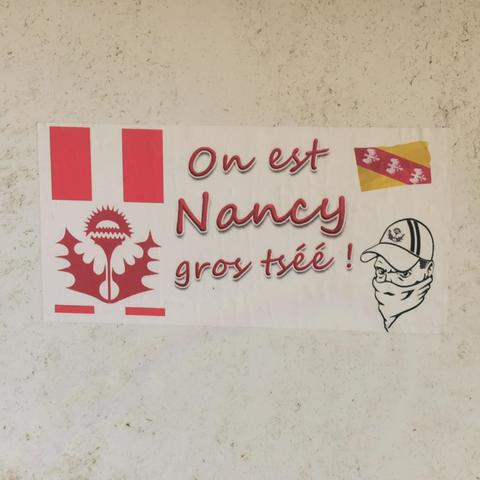 On est
Nancy
gros tséé !